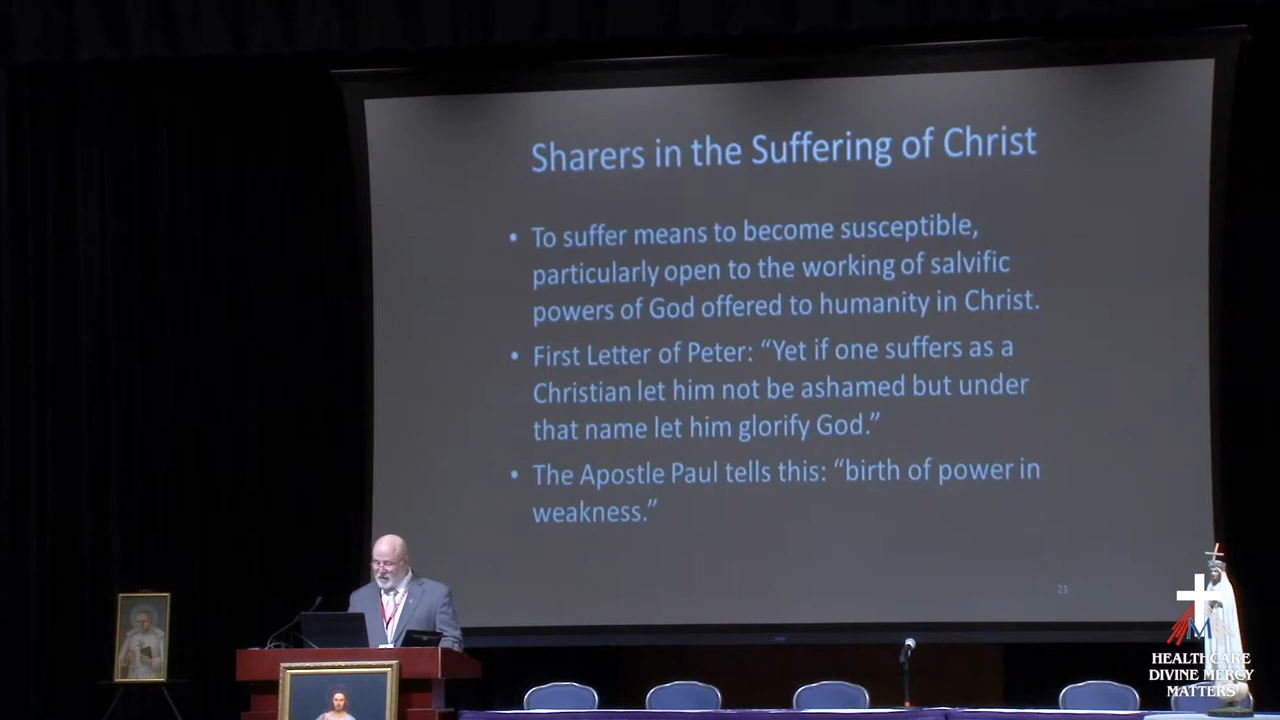 Sharers in the Suffering of Christ
• To suffer means to become susceptible,
particularly open to the working of salvific
powers of God offered to humanity in Christ.
• First Letter of Peter: “Yet if one suffers as a
Christian let him not be ashamed but under
that name let him glorify God.”
• The Apostle Paul tells this: “birth of power in
weakness.”
21
M
HEALTHCARE
DIVINE MERCY
MATTERS